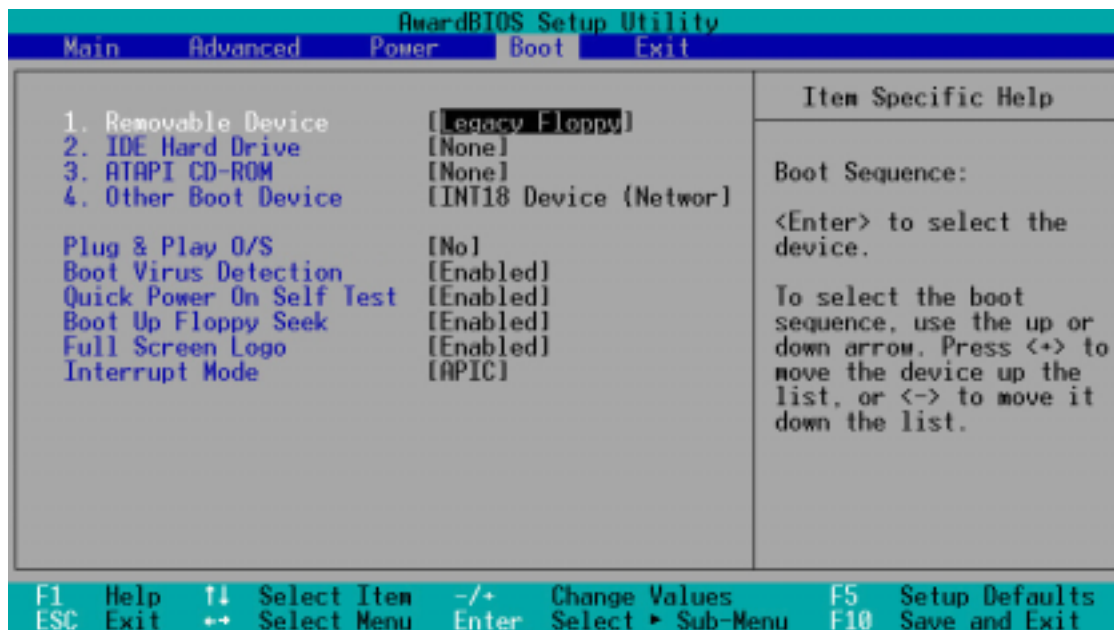 AwardBIOS Setup Utility
Main Advanced Power Boot Exit
1. Removable Device [Legacy Floppy]
2. IDE Hard Drive [None]
3. ATAPI CD-ROM [None]
4. Other Boot Device [INT18 Device (Networ]
Plug & Play O/S [No]
Boot Virus Detection [Enabled]
Quick Power On Self Test [Enabled]
Boot Up Floppy Seek [Enabled]
Full Screen Logo [Enabled]
Interrupt Mode [APIC]
Item Specific Help
Boot Sequence:
<Enter> to select the
device.
To select the boot
sequence, use the up or
down arrow. Press <+> to
move the device up the
list, or <-> to move it
down the list.
F1 Help ↑↓ Select Item -/+ Change Values F5 Setup Defaults
ESC Exit ←→ Select Menu Enter Select ► Sub-Menu F10 Save and Exit